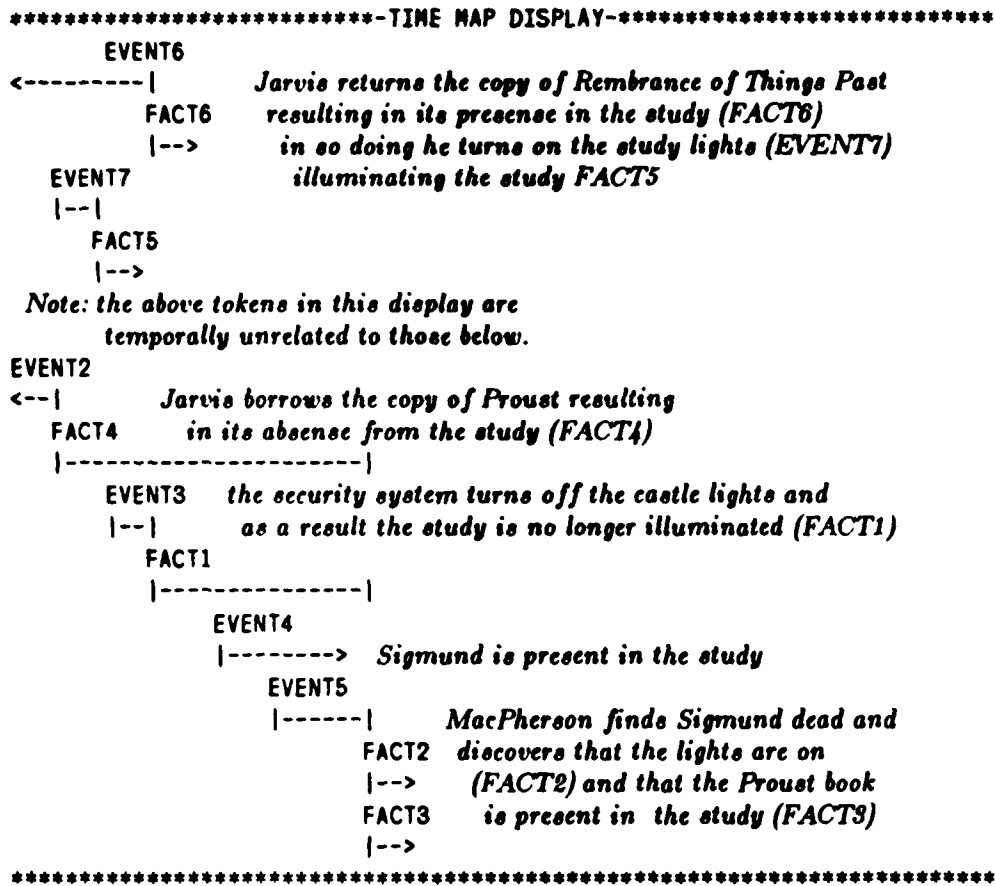 ***************************-TIME MAP DISPLAY-****************************
EVENT6
<---------| Jarvis returns the copy of Rembrance of Things Past
FACT6 resulting in its presense in the study (FACT6)
|--> in so doing he turns on the study lights (EVENT7)
EVENT7 illuminating the study FACT5
|--|
FACT5
|-->
Note: the above tokens in this display are
temporally unrelated to those below.
EVENT2
<--| Jarvis borrows the copy of Proust resulting
FACT4 in its absense from the study (FACT4)
|----------------------|
EVENT3 the security system turns off the castle lights and
|--| as a result the study is no longer illuminated (FACT1)
FACT1
|---------------|
EVENT4
|--------> Sigmund is present in the study
EVENT5
|------| MacPherson finds Sigmund dead and
FACT2 discovers that the lights are on
|--> (FACT2) and that the Proust book
FACT3 is present in the study (FACT3)
|-->
*************************************************************************